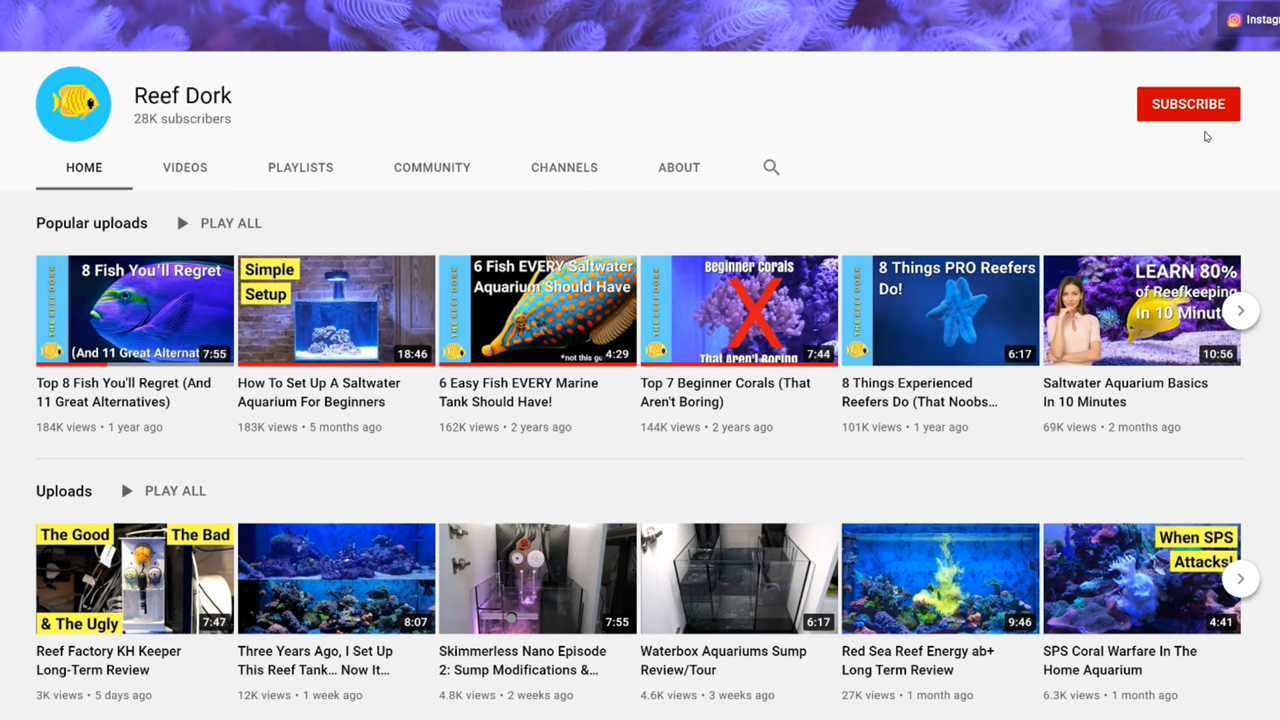 Instag
Reef Dork
28K subscribers
SUBSCRIBE
HOME VIDEOS PLAYLISTS COMMUNITY CHANNELS ABOUT
Popular uploads PLAY ALL
THE REEF DORK
8 Fish You'll Regret
(And 11 Great Alternat
7:55
Simple
Setup
18:46
THE REEF DORK
6 Fish EVERY Saltwater
Aquarium Should Have
*not this gu
4:29
THE REEF DORK
Beginner Corals
X
That Aren't Boring
7:44
THE REEF DORK
8 Things PRO Reefers
Do!
6:17
LEARN 80%
of Reefkeeping
In 10 Minut
10:56
Top 8 Fish You'll Regret (And
11 Great Alternatives)
184K views • 1 year ago
How To Set Up A Saltwater
Aquarium For Beginners
183K views • 5 months ago
6 Easy Fish EVERY Marine
Tank Should Have!
162K views • 2 years ago
Top 7 Beginner Corals (That
Aren't Boring)
144K views • 2 years ago
8 Things Experienced
Reefers Do (That Noobs...
101K views • 1 year ago
Saltwater Aquarium Basics
In 10 Minutes
69K views • 2 months ago
Uploads PLAY ALL
The Good The Bad
& The Ugly
7:47
8:07
7:55
6:17
9:46
When SPS
Attacks!
4:41
Reef Factory KH Keeper
Long-Term Review
3K views • 5 days ago
Three Years Ago, I Set Up
This Reef Tank... Now It...
12K views • 1 week ago
Skimmerless Nano Episode
2: Sump Modifications &...
4.8K views • 2 weeks ago
Waterbox Aquariums Sump
Review/Tour
4.6K views • 3 weeks ago
Red Sea Reef Energy ab+
Long Term Review
27K views • 1 month ago
SPS Coral Warfare In The
Home Aquarium
6.3K views • 1 month ago